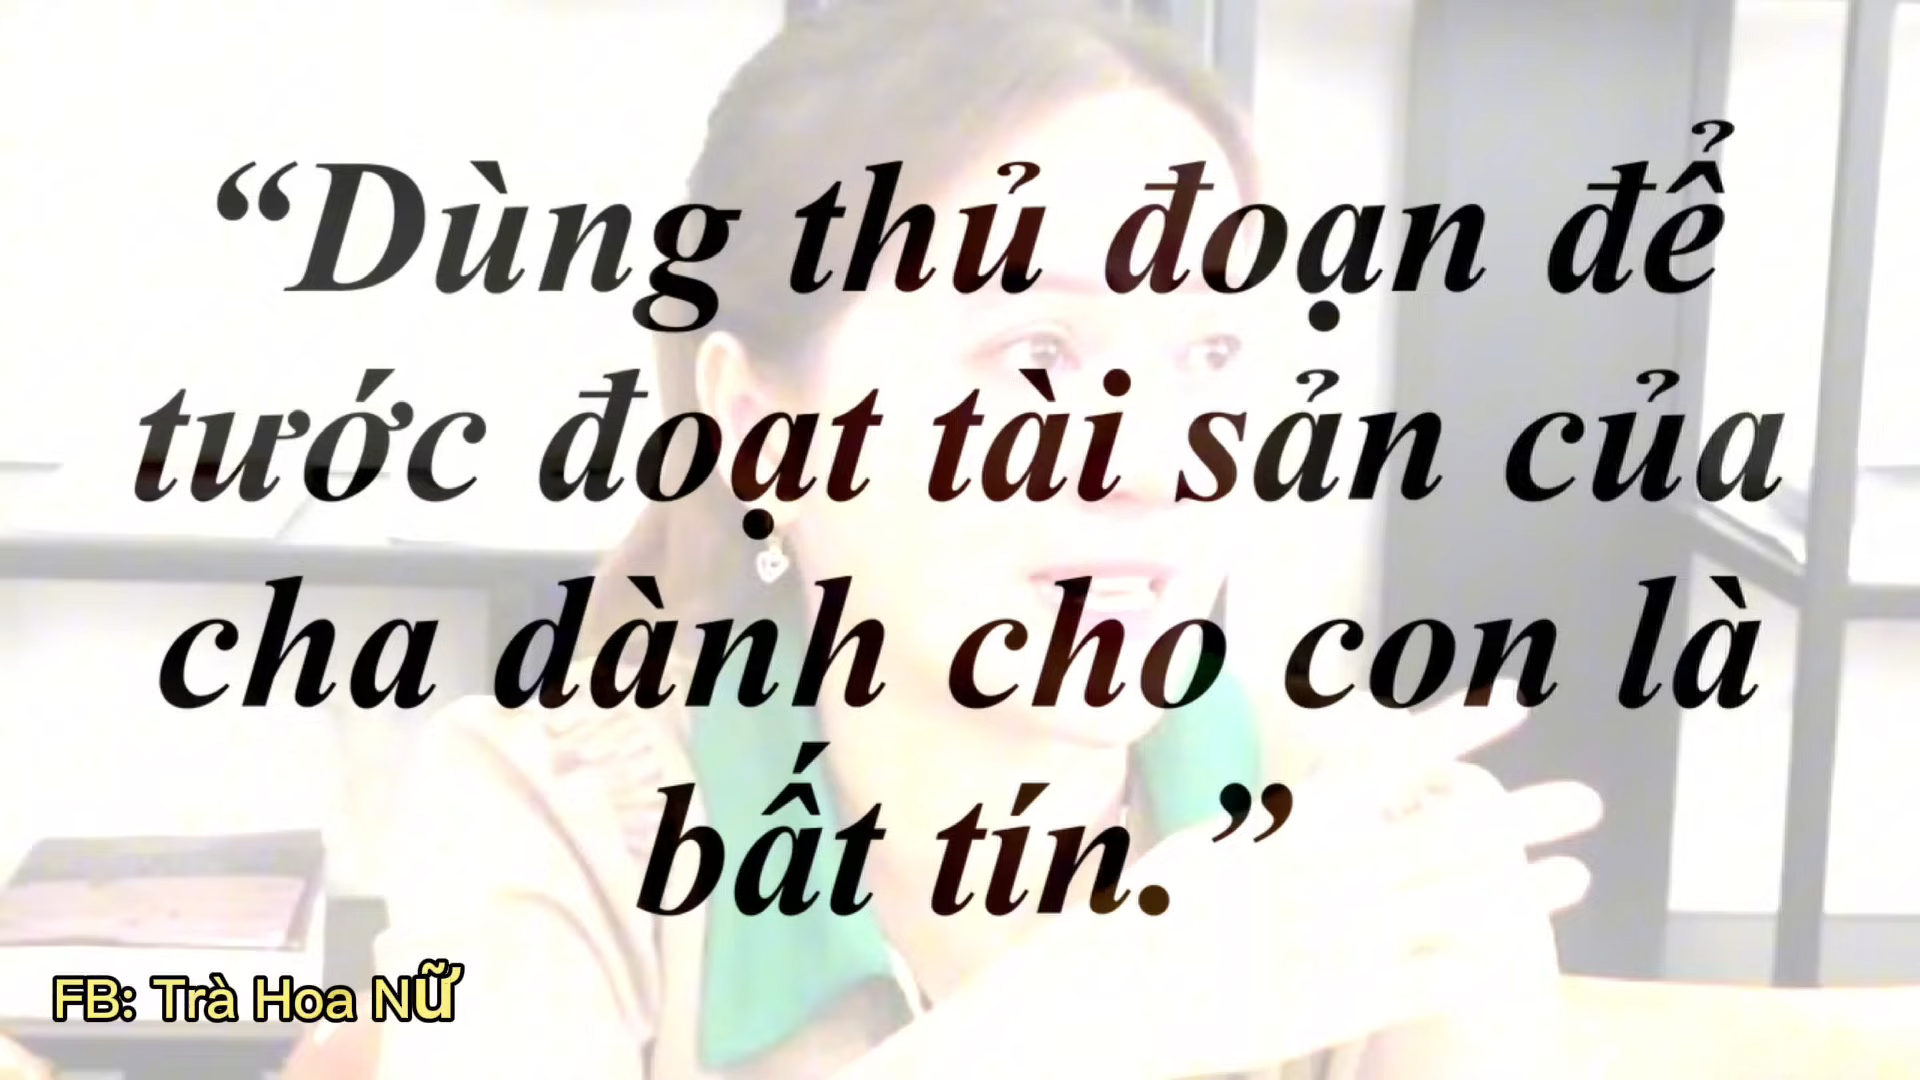 “Dùng thủ đoạn để
tước đoạt tài sản của
cha dành cho con là
bất tín.”
FB: Trà Hoa Nữ